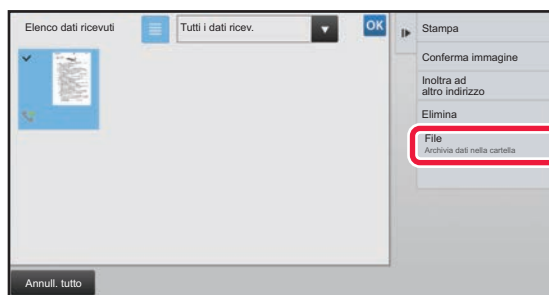 Elenco dati ricevuti
Tutti i dati ricev.
OK
Stampa
Conferma immagine
Inoltra ad
altro indirizzo
Elimina
File
Archivia dati nella cartella
Annull. tutto